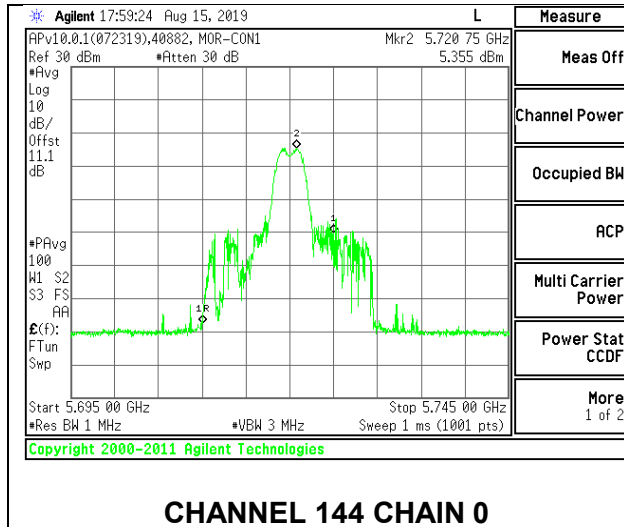 Agilent 17:59:24 Aug 15, 2019 L
APv10.0.1(072319),40882, MOR-CON1 Mkr2 5.720 75 GHz
Ref 30 dBm #Atten 30 dB 5.355 dBm
#Avg
Log
10
dB/
Offst
11.1
dB
#PAvg
100
W1 S2
S3 FS
AA
£(f):
FTun
Swp
2
1
1R
Start 5.695 00 GHz Stop 5.745 00 GHz
#Res BW 1 MHz #VBW 3 MHz Sweep 1 ms (1001 pts)
Copyright 2000-2011 Agilent Technologies
Measure
Meas Off
Channel Power
Occupied BW
ACP
Multi Carrier
Power
Power Stat
CCDF
More
1 of 2
CHANNEL 144 CHAIN 0